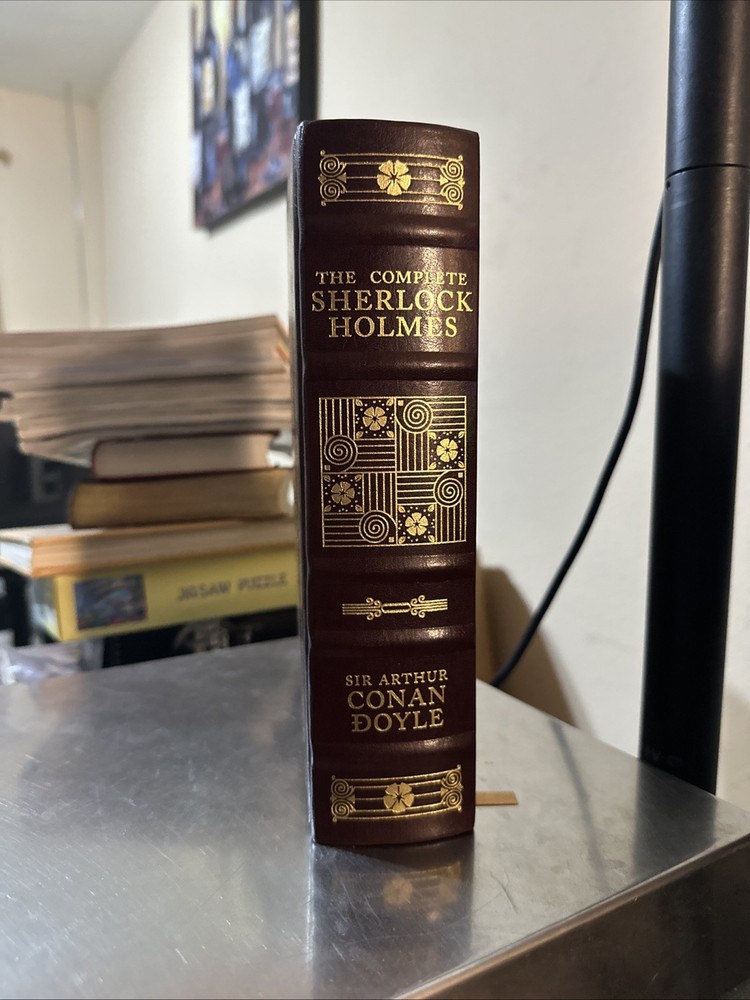 THE COMPLETE
SHERLOCK
HOLMES
SIR ARTHUR
CONAN
DOYLE
JIGSAW PUZZLE